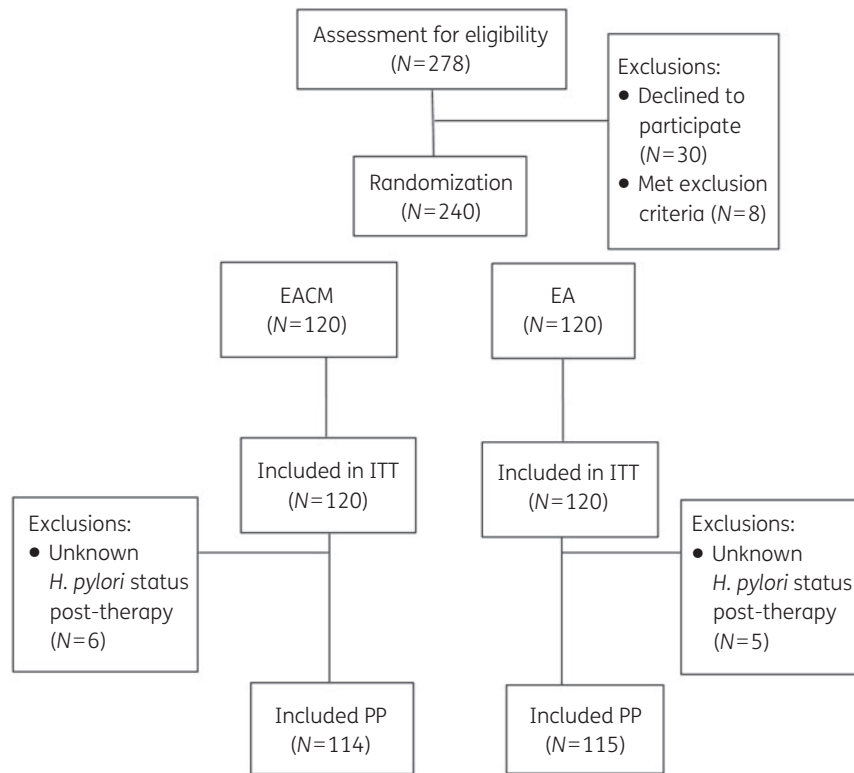 Assessment for eligibility
(N=278)
Exclusions:
● Declined to
participate
(N=30)
● Met exclusion
criteria (N=8)
Randomization
(N=240)
EACM
(N=120)
EA
(N=120)
Included in ITT
(N=120)
Included in ITT
(N=120)
Exclusions:
● Unknown
H. pylori status
post-therapy
(N=6)
Exclusions:
● Unknown
H. pylori status
post-therapy
(N=5)
Included PP
(N=114)
Included PP
(N=115)